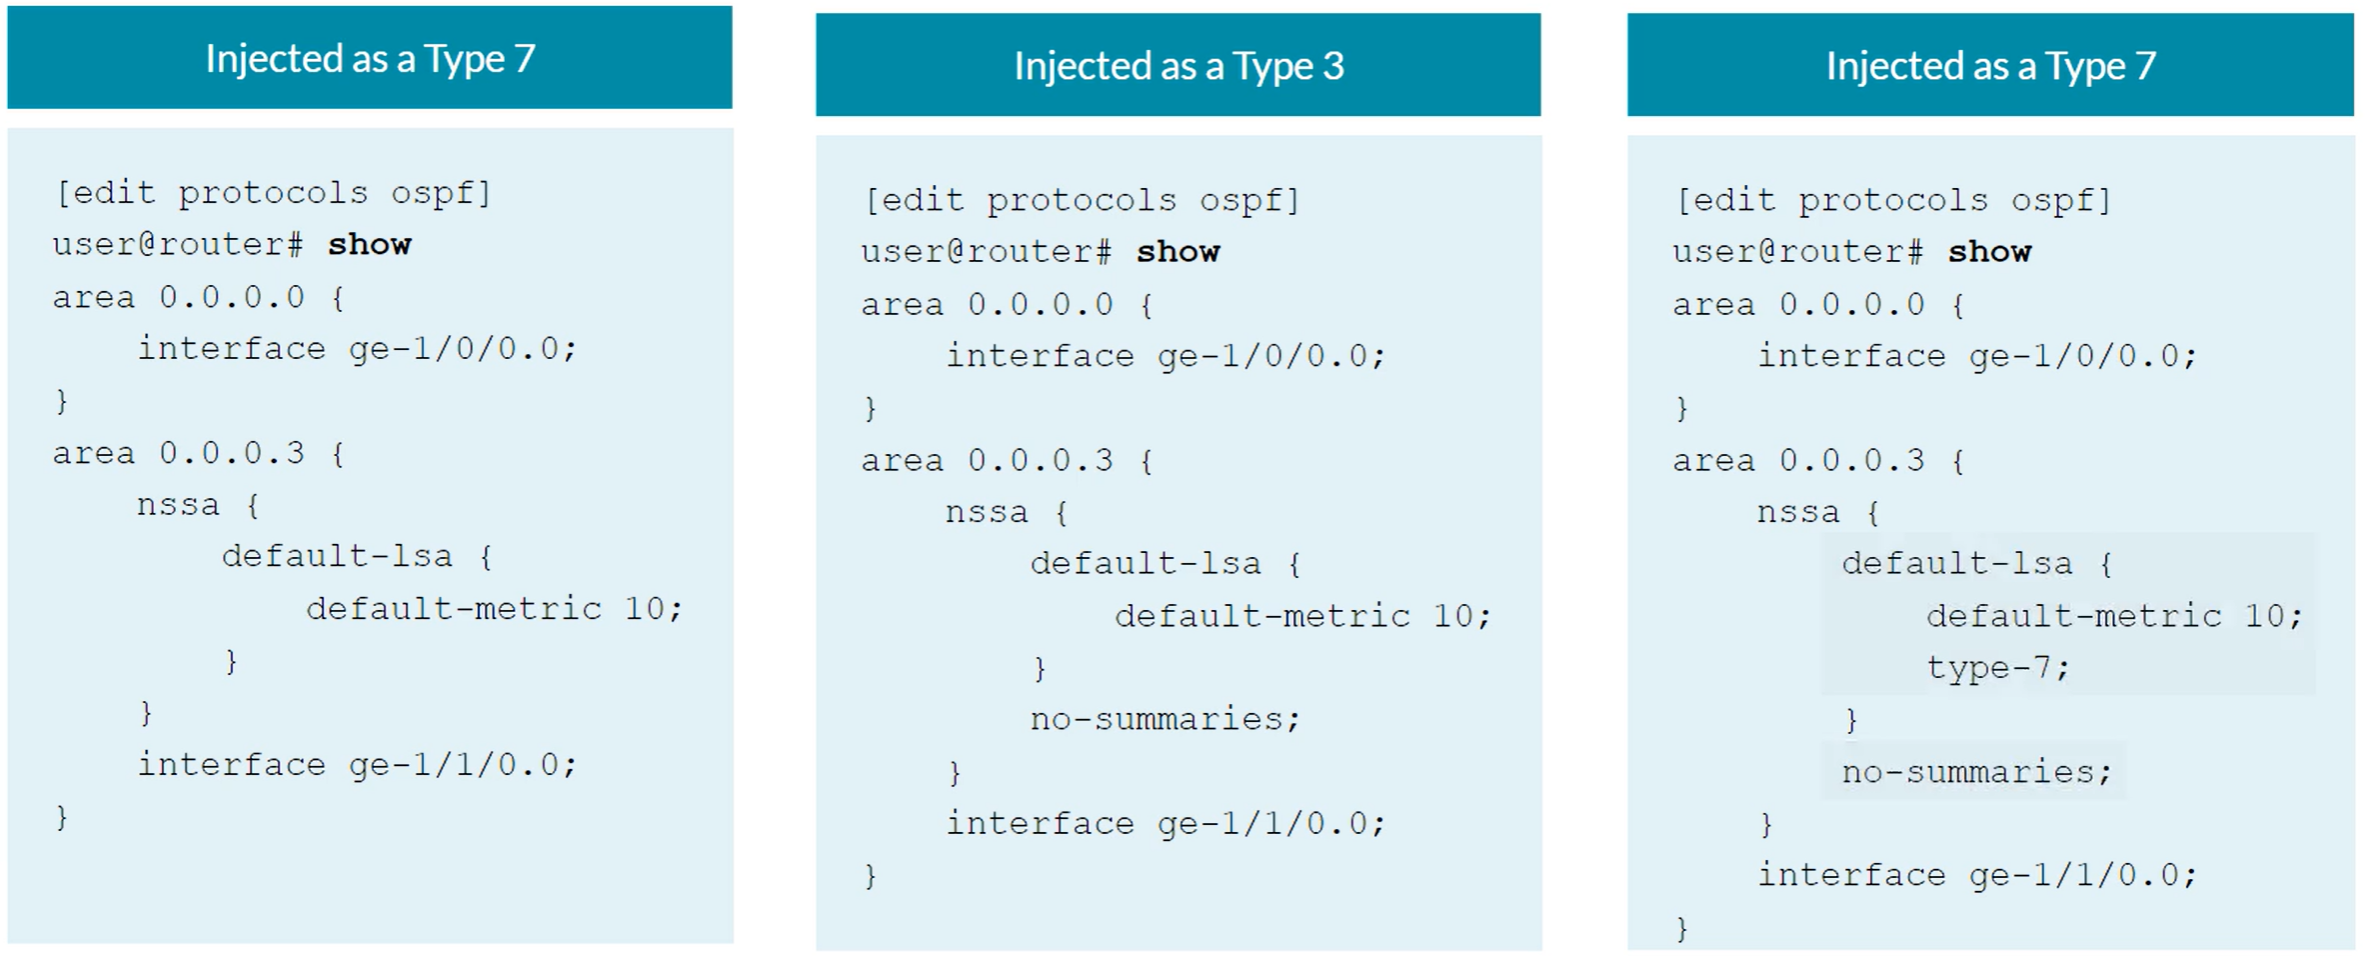 Injected as a Type 7
[edit protocols ospf]
user@router# show
area 0.0.0.0 {
    interface ge-1/0/0.0;
}
area 0.0.0.3 {
    nssa {
        default-lsa {
            default-metric 10;
        }
    }
    interface ge-1/1/0.0;
}
Injected as a Type 3
[edit protocols ospf]
user@router# show
area 0.0.0.0 {
    interface ge-1/0/0.0;
}
area 0.0.0.3 {
    nssa {
        default-lsa {
            default-metric 10;
        }
        no-summaries;
    }
    interface ge-1/1/0.0;
}
Injected as a Type 7
[edit protocols ospf]
user@router# show
area 0.0.0.0 {
    interface ge-1/0/0.0;
}
area 0.0.0.3 {
    nssa {
        default-lsa {
            default-metric 10;
            type-7;
        }
        no-summaries;
    }
    interface ge-1/1/0.0;
}